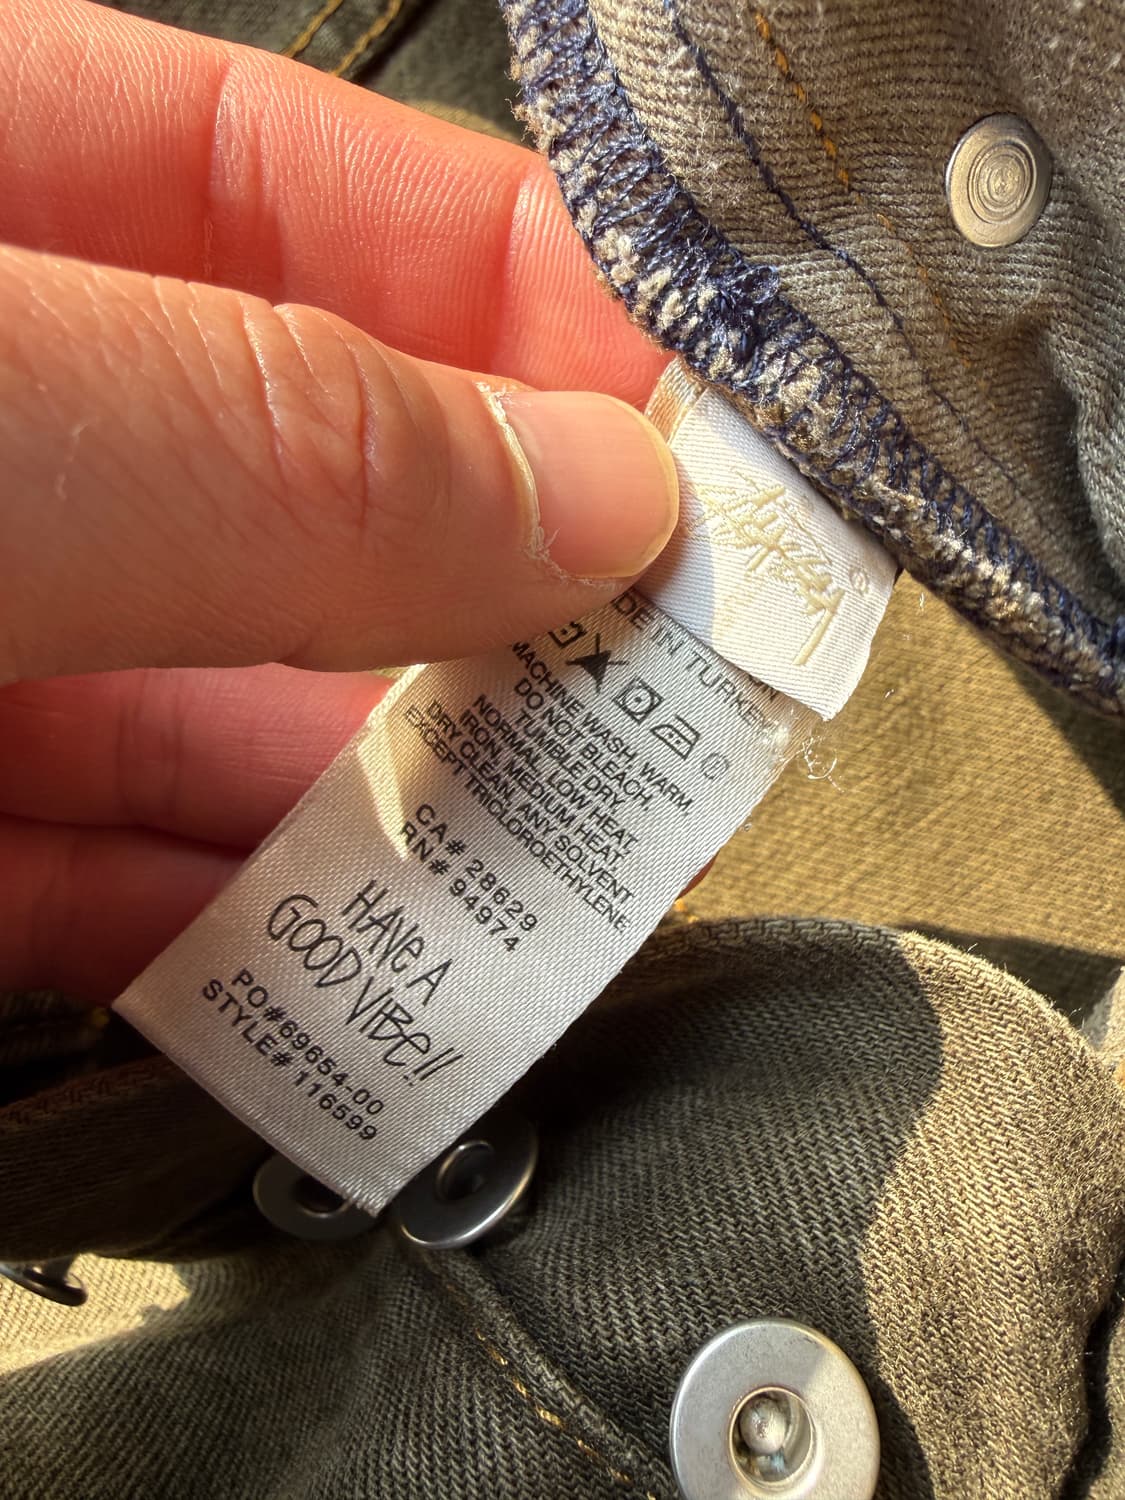 Stüssy ®
MADE IN TURKEY
MACHINE WASH, WARM,
DO NOT BLEACH,
TUMBLE DRY
NORMAL, LOW HEAT,
IRON, MEDIUM HEAT,
DRY CLEAN, ANY SOLVENT
EXCEPT TRICLOROETHYLENE
CA# 28629
RN# 94974
HAVE A
GOOD VIBE!!
PO#69654-00
STYLE# 116599